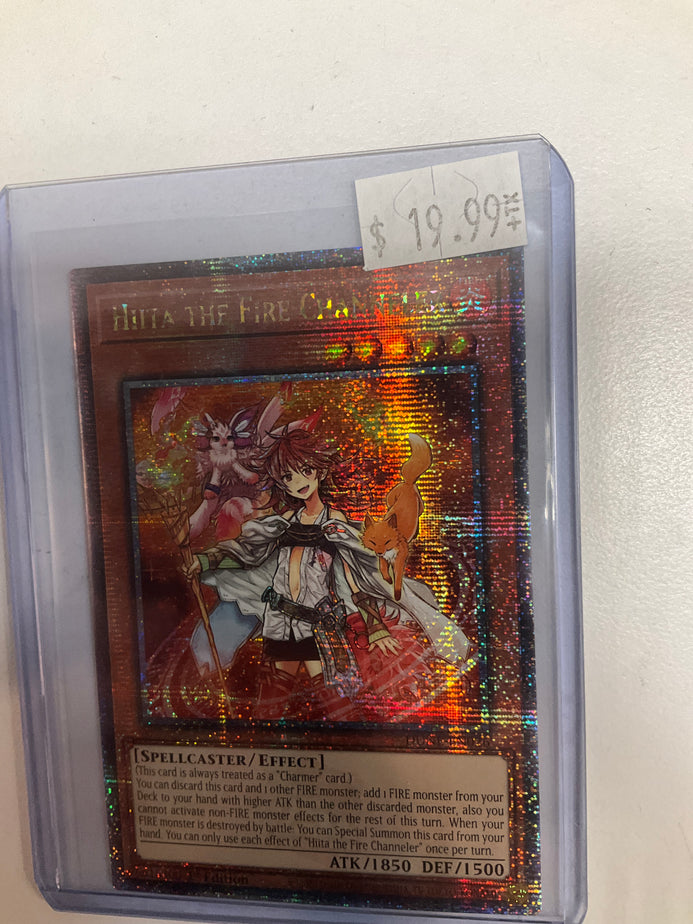 $ 19.99 +TX
HIITA THE FIRE CHANNELER
[SPELLCASTER/EFFECT]
(This card is always treated as a "Charmer" card.)
You can discard this card and 1 other FIRE monster; add 1 FIRE monster from your
Deck to your hand with higher ATK than the other discarded monster, also you
cannot activate non-FIRE monster effects for the rest of this turn. When your
FIRE monster is destroyed by battle: You can Special Summon this card from your
hand. You can only use each effect of "Hiita the Fire Channeler" once per turn.
ATK/1850 DEF/1500
Edition